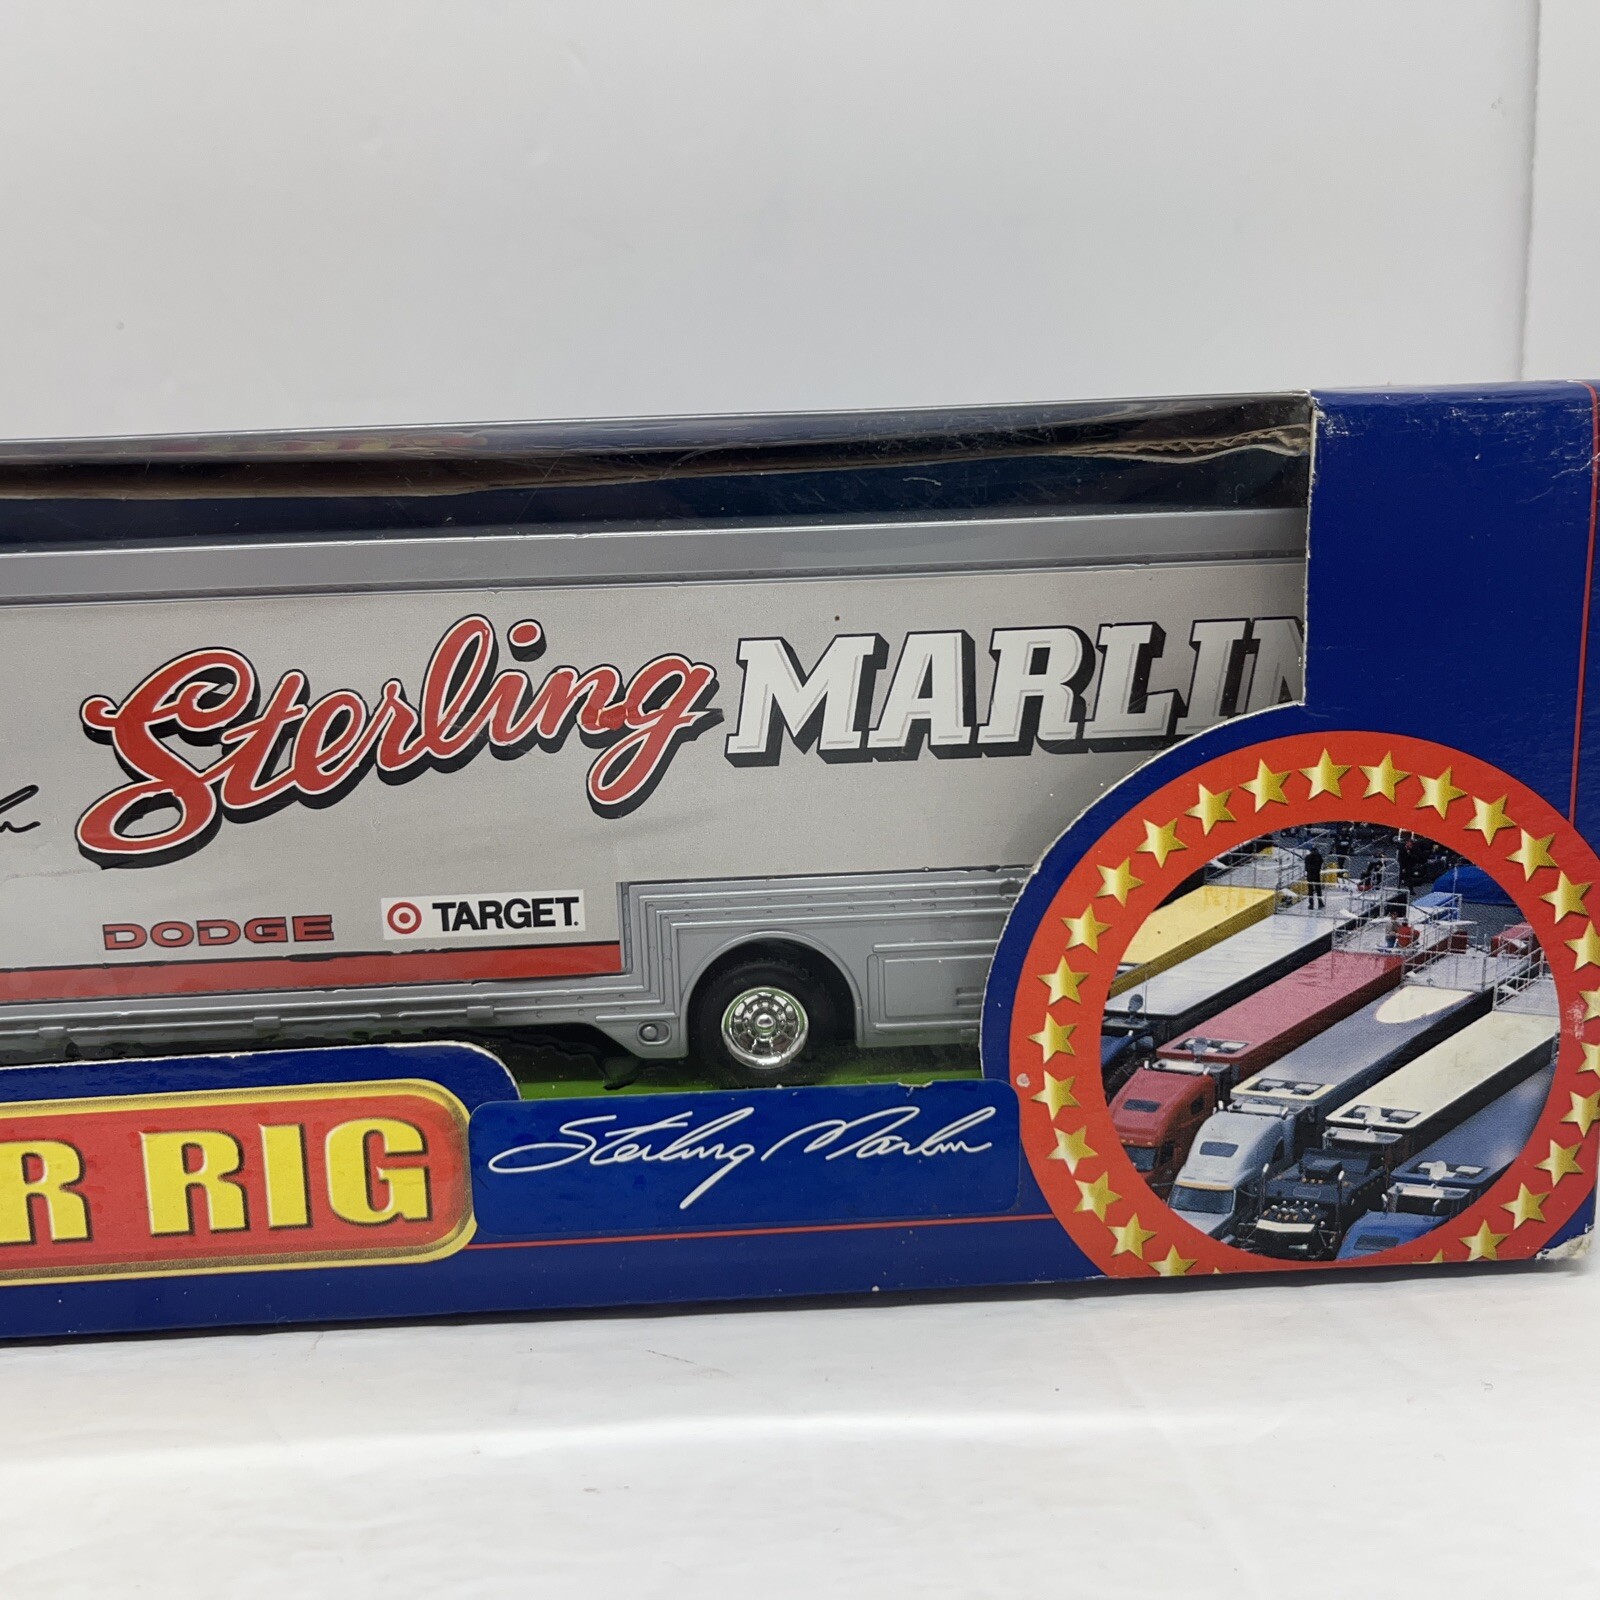 Sterling MARLIN
DODGE
TARGET.
R RIG
Sterling Marlin